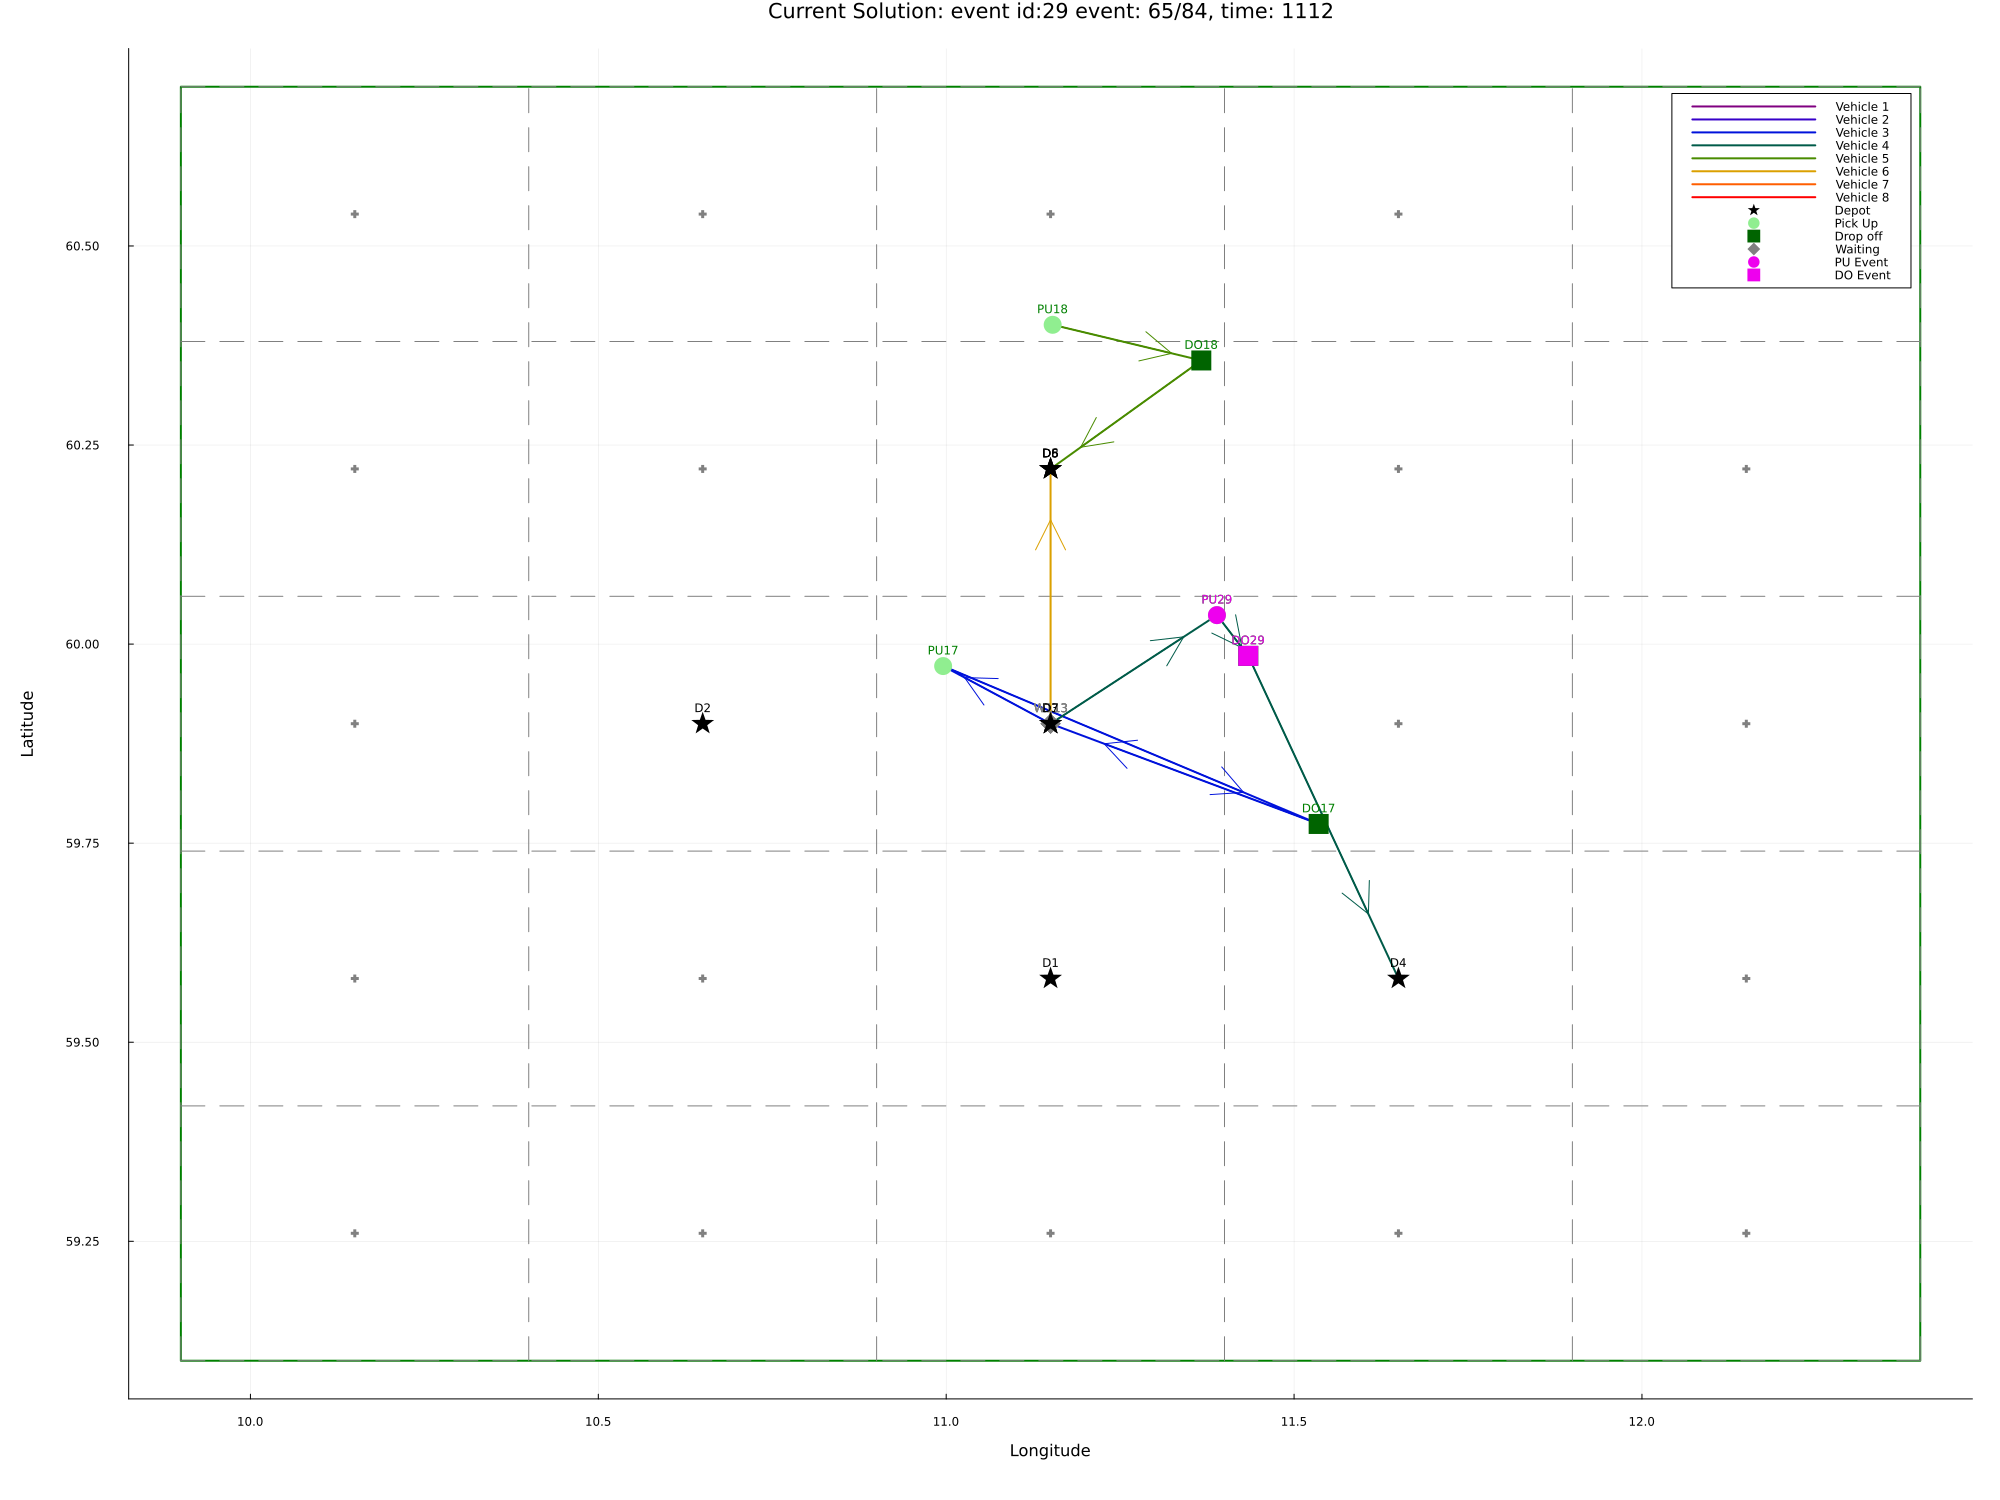 Current Solution: event id:29 event: 65/84, time: 1112
Vehicle 1
Vehicle 2
Vehicle 3
Vehicle 4
Vehicle 5
Vehicle 6
Vehicle 7
Vehicle 8
Depot
Pick Up
Drop off
Waiting
PU Event
DO Event
60.50
60.25
60.00
59.75
59.50
59.25
PU18
DO18
PU29
DO29
PU17
D2
DO17
D1
D4
10.0
10.5
11.0
11.5
12.0
Longitude
Latitude